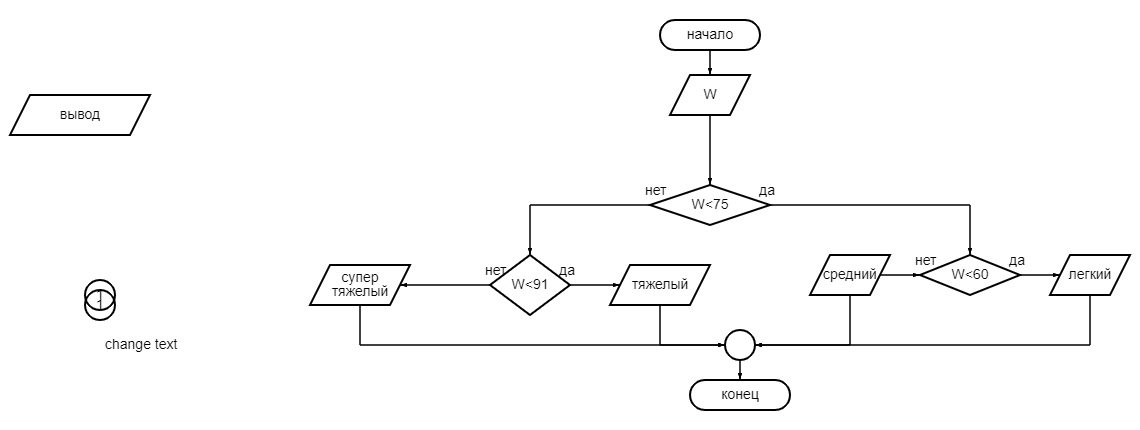 начало
W
вывод
нет
да
W<75
нет
да
W<91
супер
тяжелый
тяжелый
нет
да
W<60
средний
легкий
1
change text
конец